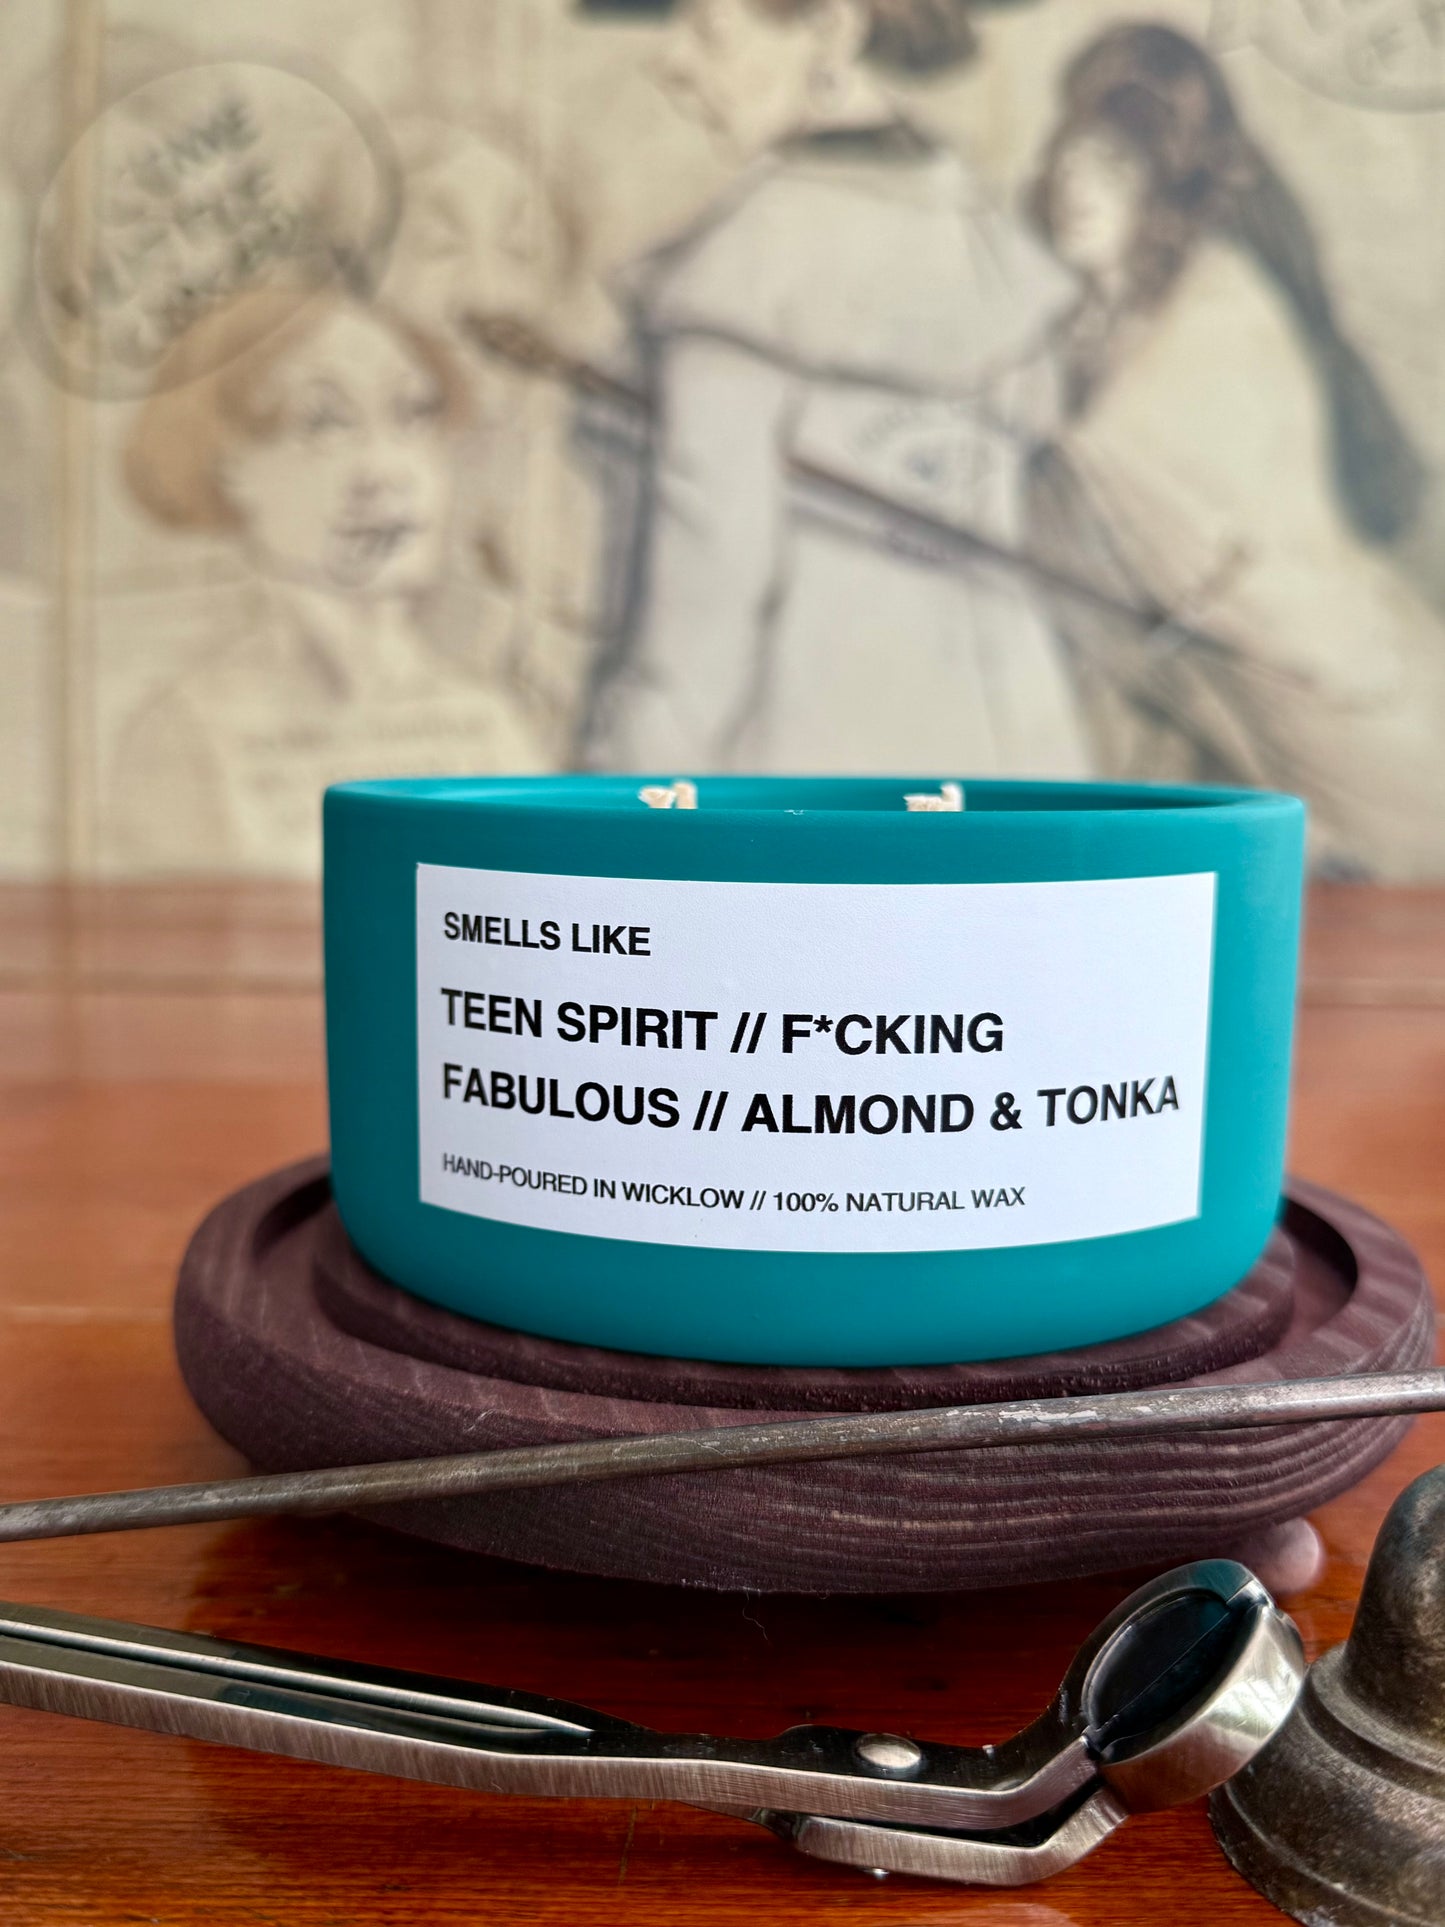 SMELLS LIKE
TEEN SPIRIT // F*CKING
FABULOUS // ALMOND & TONKA
HAND-POURED IN WICKLOW // 100% NATURAL WAX